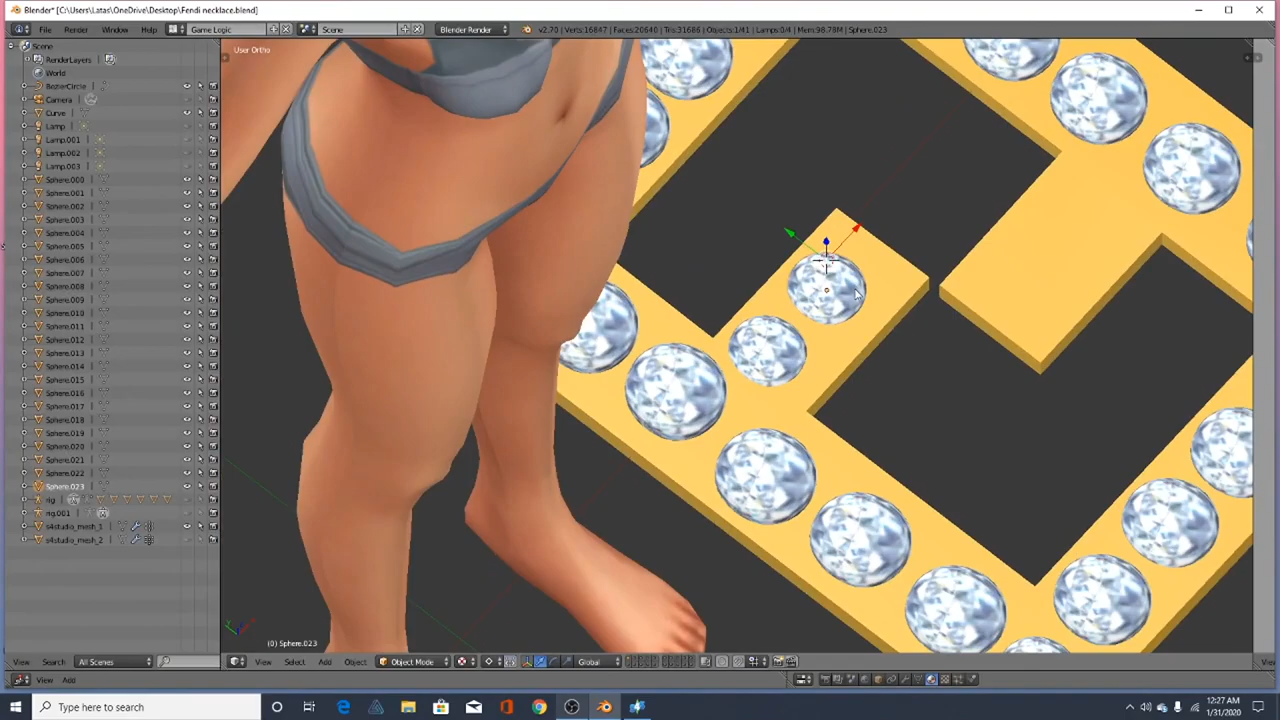 Blender* [C:\Users\Latas\OneDrive\Desktop\Fendi necklace.blend]
File Render Window Help Game Logic Scene Blender Render v2.70 | Verts:16847 | Faces:20640 | Tris:31686 | Objects:1/41 | Lamps:0/4 | Mem:98.78M | Sphere.023
User Ortho
Scene
RenderLayers
World
BezierCircle
Camera
Curve
Lamp
Lamp.001
Lamp.002
Lamp.003
Sphere.000
Sphere.001
Sphere.002
Sphere.003
Sphere.004
Sphere.005
Sphere.006
Sphere.007
Sphere.008
Sphere.009
Sphere.010
Sphere.011
Sphere.012
Sphere.013
Sphere.014
Sphere.015
Sphere.016
Sphere.017
Sphere.018
Sphere.019
Sphere.020
Sphere.021
Sphere.022
Sphere.023
rig
rig.001
s4studio_mesh_1
s4studio_mesh_2
(0) Sphere.023
View Search All Scenes View Select Add Object Object Mode Global
View Add
Type here to search
12:27 AM
1/31/2020